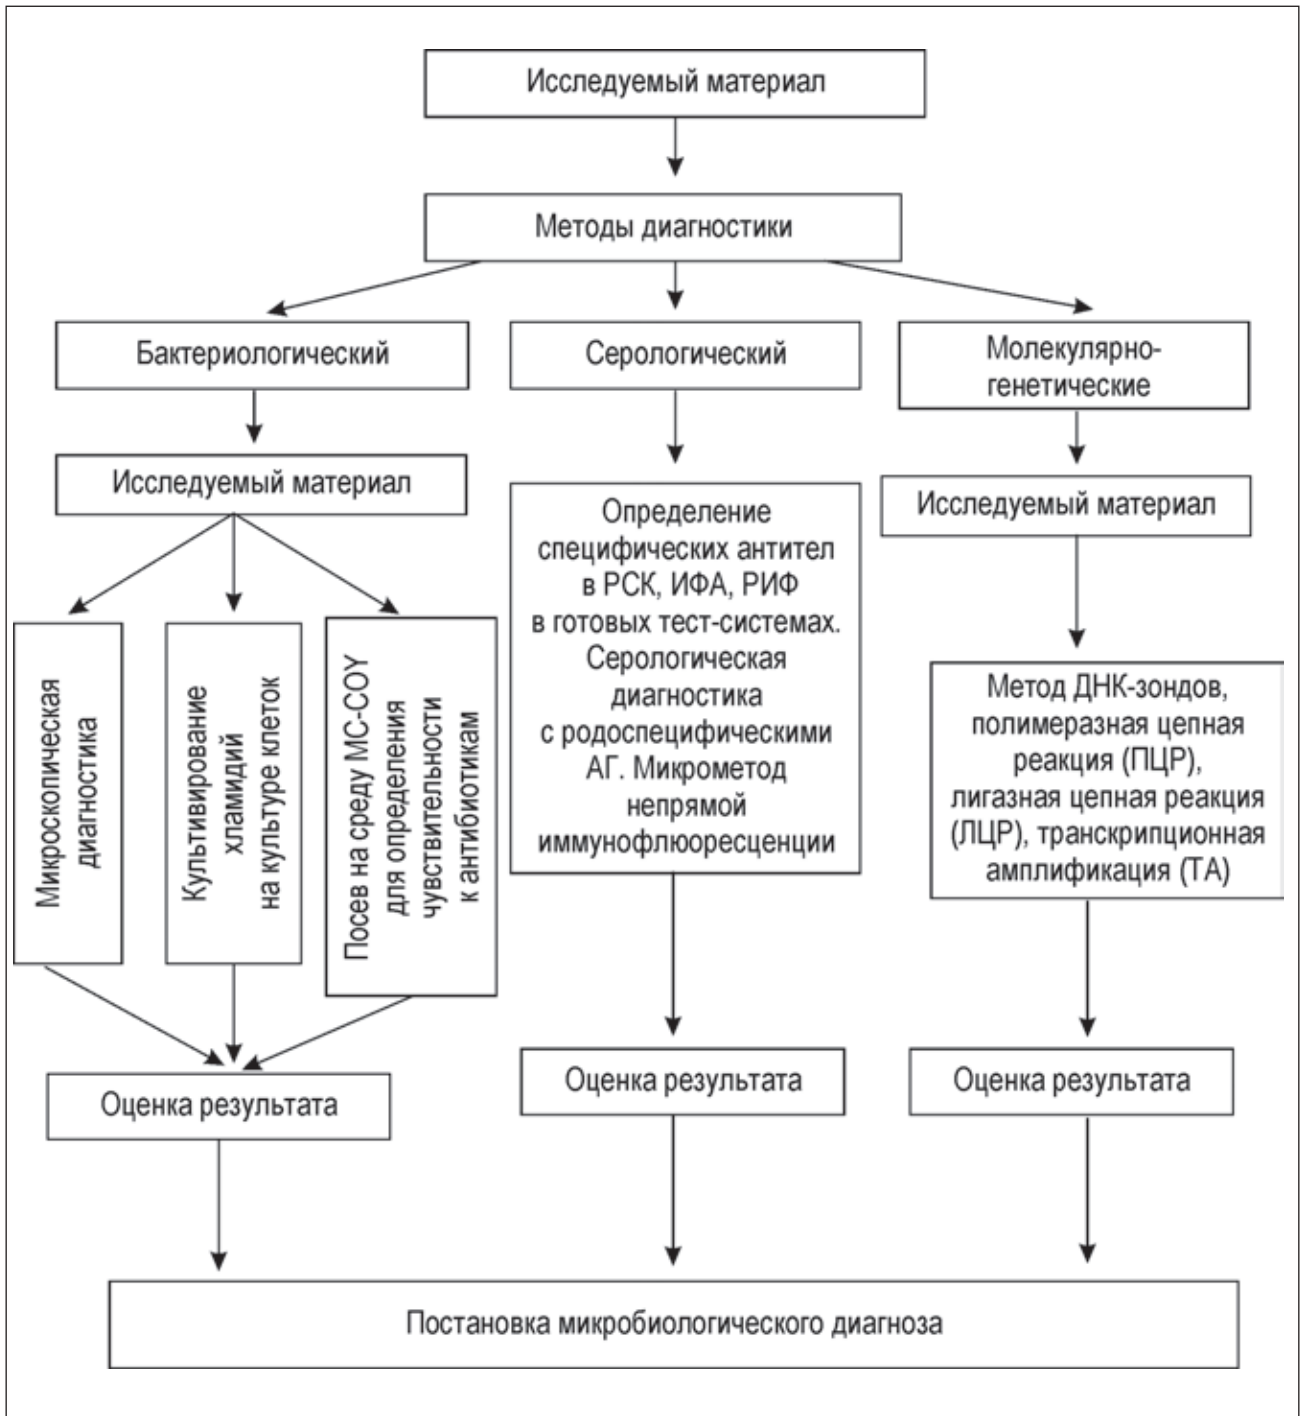 Исследуемый материал
Методы диагностики
Бактериологический
Серологический
Молекулярно-
генетические
Исследуемый материал
Исследуемый материал
Определение
специфических антител
в РСК, ИФА, РИФ
в готовых тест-системах.
Серологическая
диагностика
с родоспецифическими
АГ. Микрометод
непрямой
иммунофлюоресценции
Микроскопическая
диагностика
Культивирование
хламидий
на культуре клеток
Посев на среду MC-COY
для определения
чувствительности
к антибиотикам
Метод ДНК-зондов,
полимеразная цепная
реакция (ПЦР),
лигазная цепная реакция
(ЛЦР), транскрипционная
амплификация (ТА)
Оценка результата
Оценка результата
Оценка результата
Постановка микробиологического диагноза